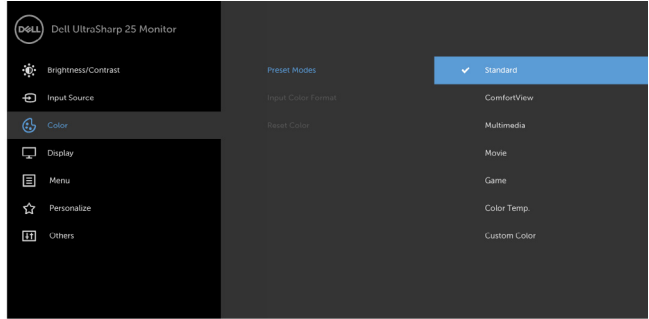 DELL Dell UltraSharp 25 Monitor
Brightness/Contrast
Preset Modes
Standard
Input Source
Input Color Format
ComfortView
Color
Reset Color
Multimedia
Display
Movie
Menu
Game
Personalize
Color Temp.
Others
Custom Color